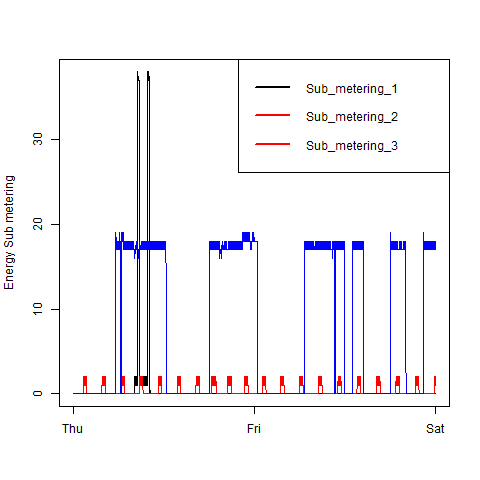 Sub_metering_1
Sub_metering_2
Sub_metering_3
Energy Sub metering
30
20
10
0
Thu Fri Sat